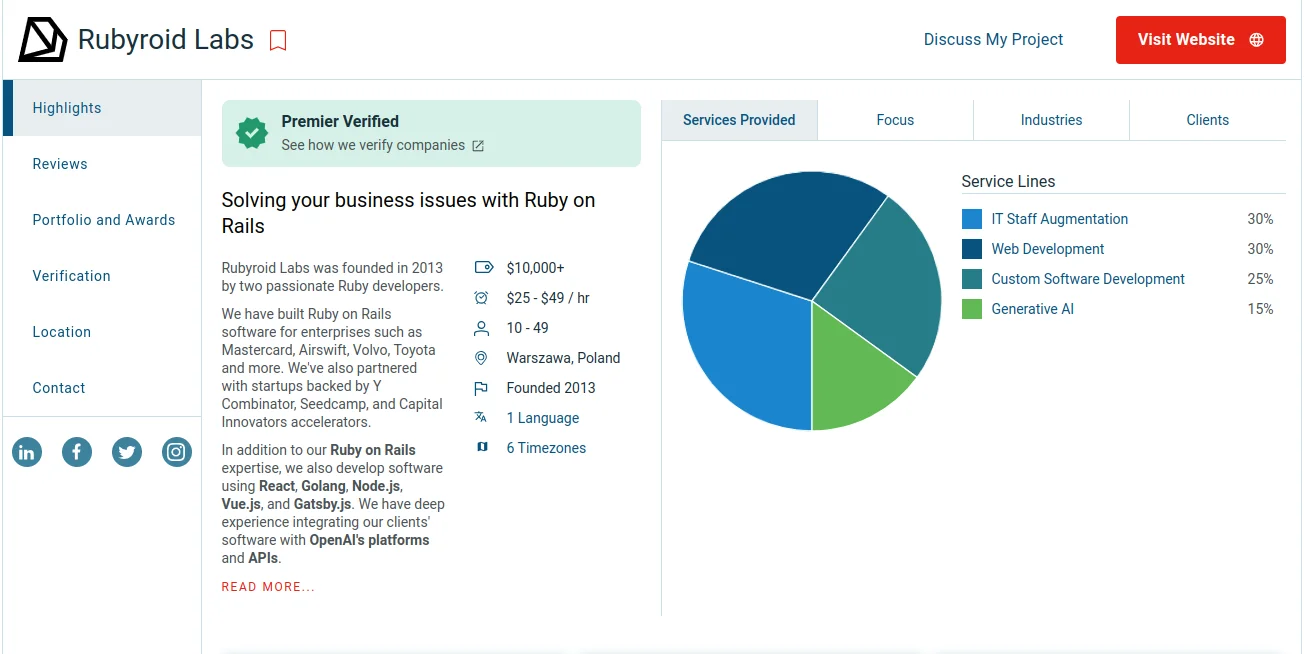 Rubyroid Labs
Discuss My Project
Visit Website
Highlights
Reviews
Portfolio and Awards
Verification
Location
Contact
Premier Verified
See how we verify companies
Solving your business issues with Ruby on
Rails
Rubyroid Labs was founded in 2013
by two passionate Ruby developers.
We have built Ruby on Rails
software for enterprises such as
Mastercard, Airswift, Volvo, Toyota
and more. We've also partnered
with startups backed by Y
Combinator, Seedcamp, and Capital
Innovators accelerators.
In addition to our Ruby on Rails
expertise, we also develop software
using React, Golang, Node.js,
Vue.js, and Gatsby.js. We have deep
experience integrating our clients'
software with OpenAI's platforms
and APIs.
READ MORE...
$10,000+
$25 - $49 / hr
10 - 49
Warszawa, Poland
Founded 2013
1 Language
6 Timezones
Services Provided
Focus
Industries
Clients
Service Lines
IT Staff Augmentation 30%
Web Development 30%
Custom Software Development 25%
Generative AI 15%